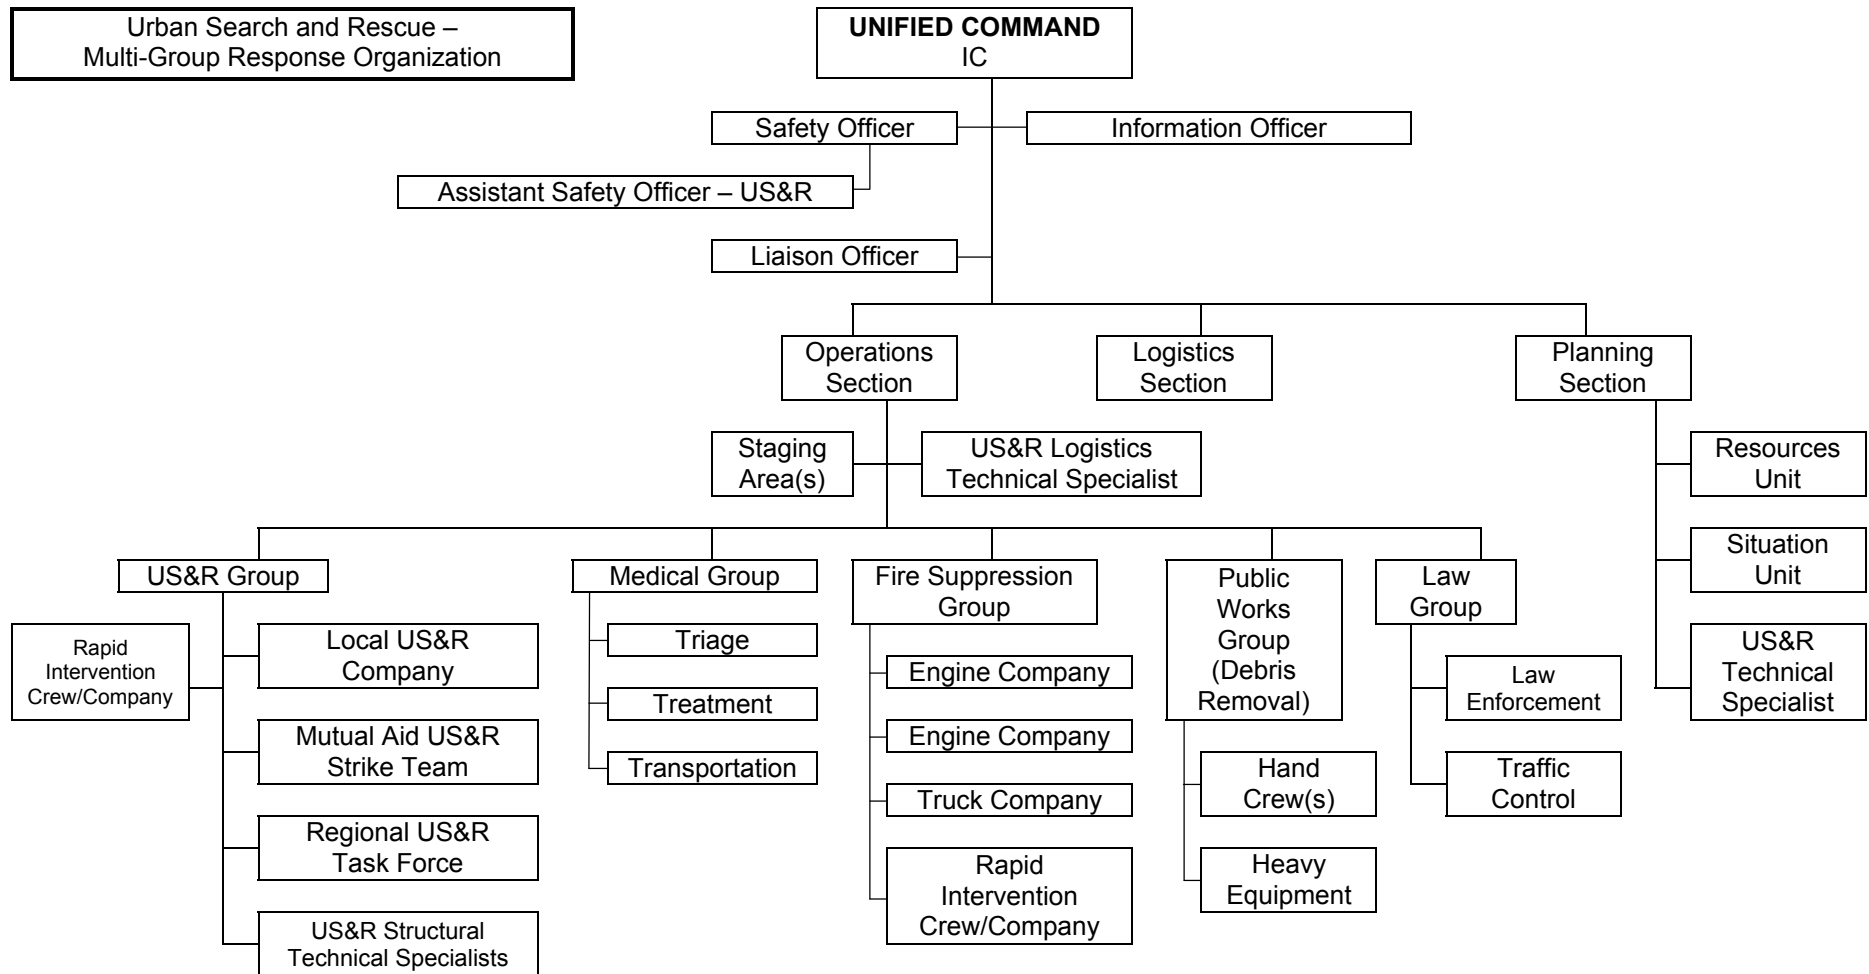 Urban Search and Rescue –
Multi-Group Response Organization
UNIFIED COMMAND
IC
Safety Officer
Information Officer
Assistant Safety Officer – US&R
Liaison Officer
Operations
Section
Logistics
Section
Planning
Section
Staging
Area(s)
US&R Logistics
Technical Specialist
Resources
Unit
Situation
Unit
US&R
Technical
Specialist
US&R Group
Rapid
Intervention
Crew/Company
Local US&R
Company
Mutual Aid US&R
Strike Team
Regional US&R
Task Force
US&R Structural
Technical Specialists
Medical Group
Triage
Treatment
Transportation
Fire Suppression
Group
Engine Company
Engine Company
Truck Company
Rapid
Intervention
Crew/Company
Public
Works
Group
(Debris
Removal)
Hand
Crew(s)
Heavy
Equipment
Law
Group
Law
Enforcement
Traffic
Control